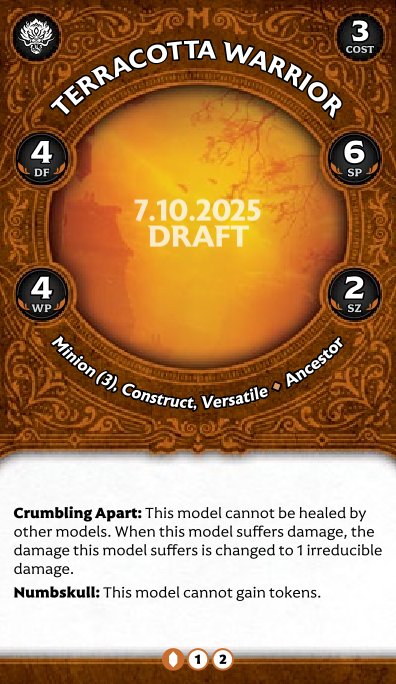 3
COST
TERRACOTTA WARRIOR
4
DF
6
SP
7.10.2025
DRAFT
4
WP
2
SZ
Minion (3), Construct, Versatile ⬥ Ancestor
Crumbling Apart: This model cannot be healed by
other models. When this model suffers damage, the
damage this model suffers is changed to 1 irreducible
damage.
Numbskull: This model cannot gain tokens.
1 2